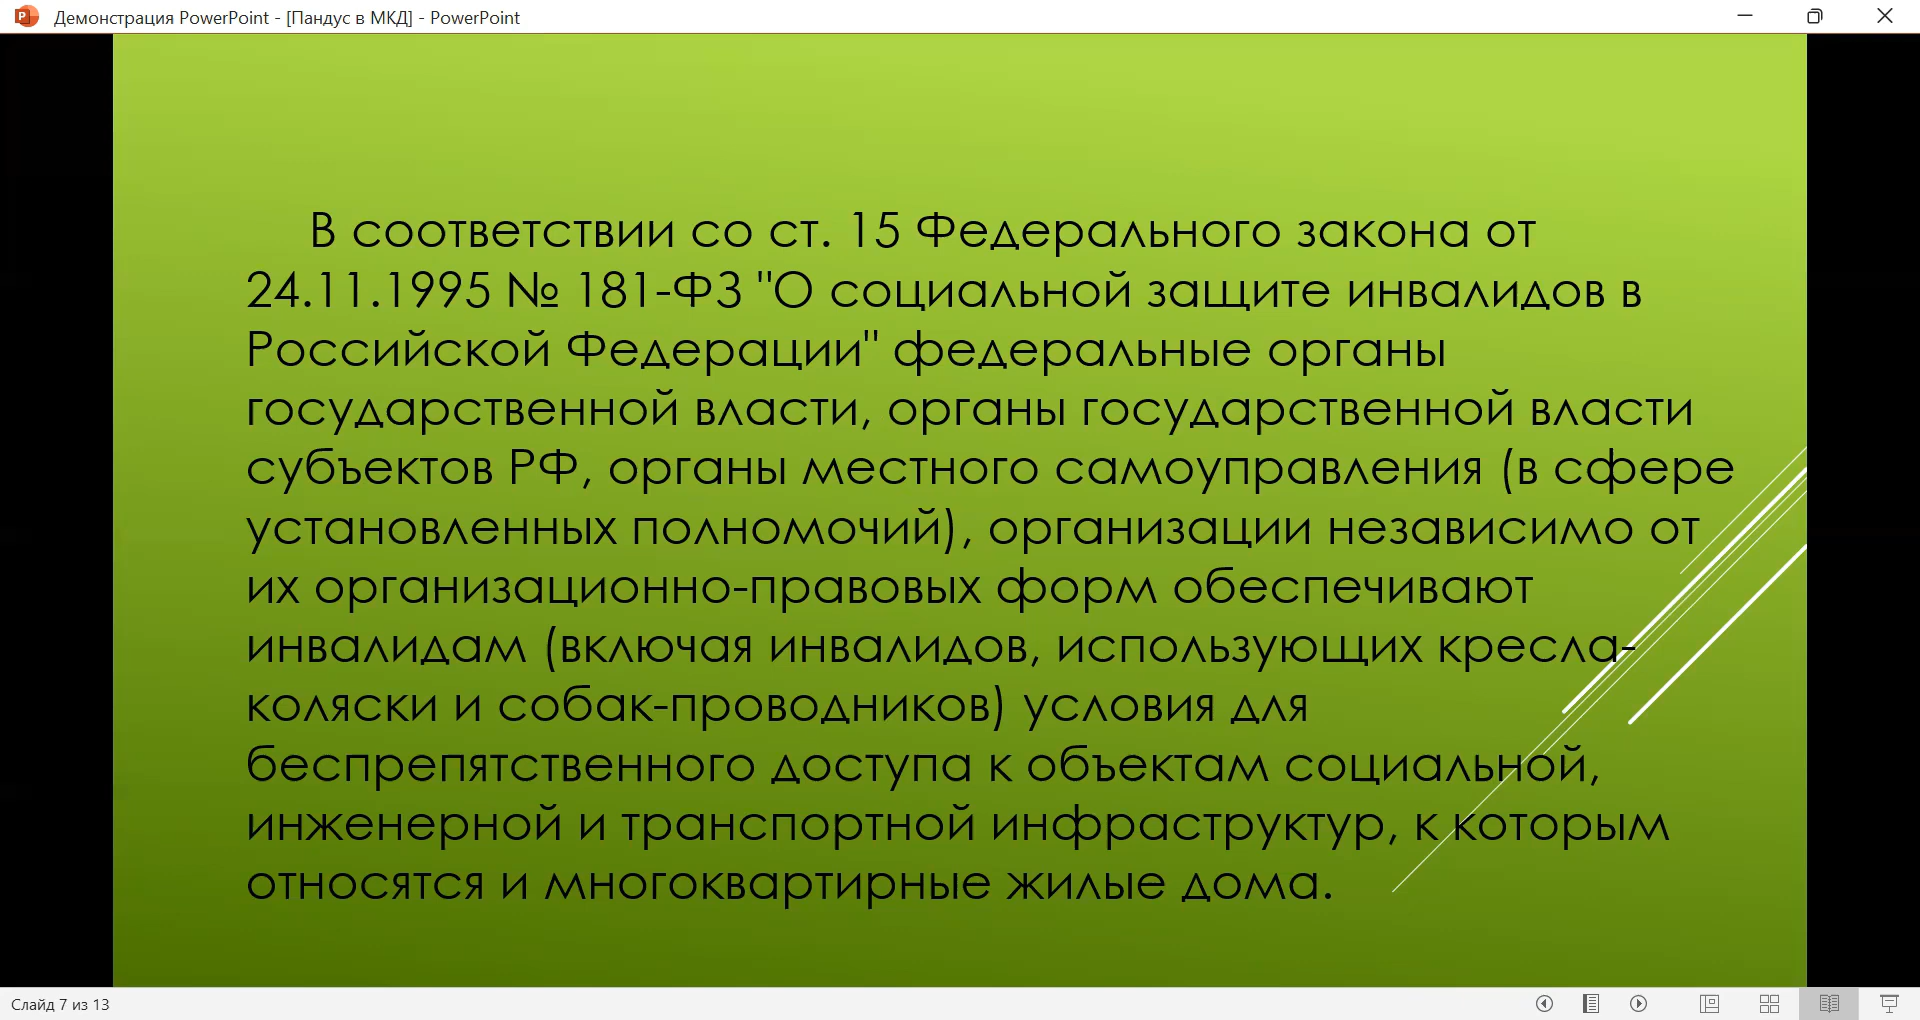 Демонстрация PowerPoint - [Пандус в МКД] - PowerPoint
В соответствии со ст. 15 Федерального закона от
24.11.1995 № 181-ФЗ "О социальной защите инвалидов в
Российской Федерации" федеральные органы
государственной власти, органы государственной власти
субъектов РФ, органы местного самоуправления (в сфере
установленных полномочий), организации независимо от
их организационно-правовых форм обеспечивают
инвалидам (включая инвалидов, использующих кресла-
коляски и собак-проводников) условия для
беспрепятственного доступа к объектам социальной,
инженерной и транспортной инфраструктур, к которым
относятся и многоквартирные жилые дома.
Слайд 7 из 13